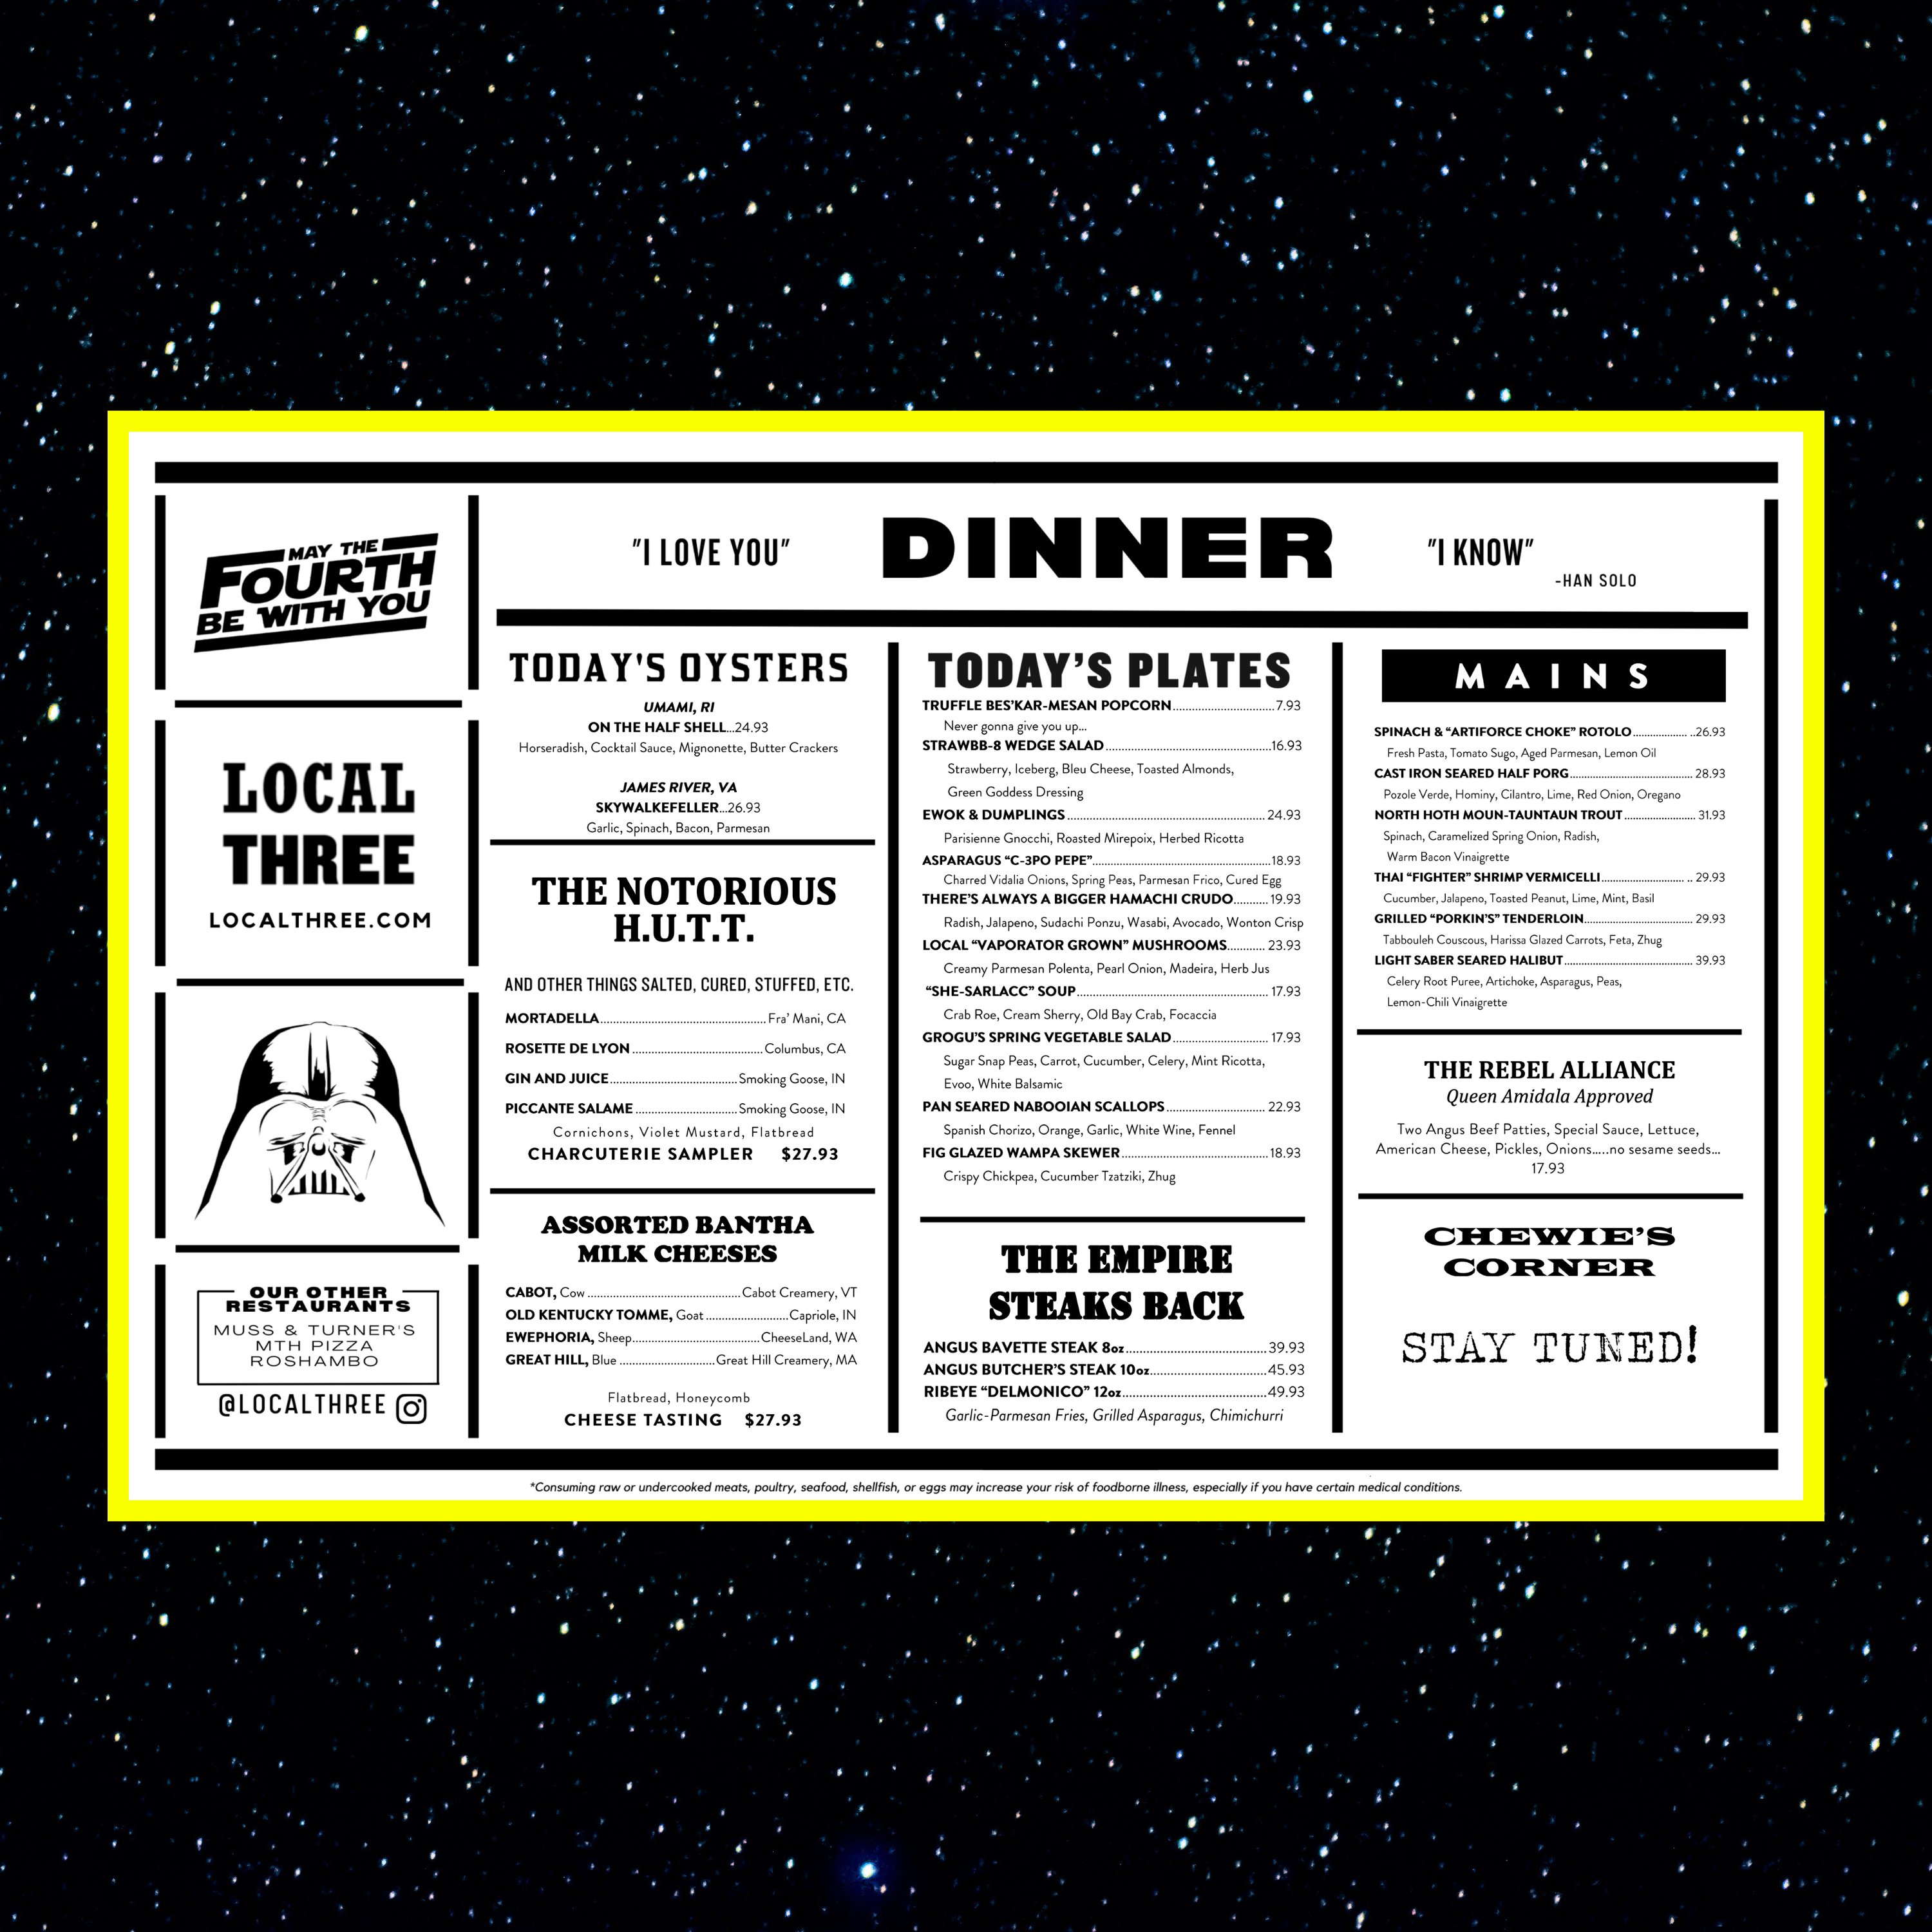 MAY THE
FOURTH
BE WITH YOU
LOCAL
THREE
LOCALTHREE.COM
OUR OTHER
RESTAURANTS
MUSS & TURNER'S
MTH PIZZA
ROSHAMBO
@LOCALTHREE
"I LOVE YOU"
DINNER
"I KNOW"
-HAN SOLO
TODAY'S OYSTERS
UMAMI, RI
ON THE HALF SHELL...24.93
Horseradish, Cocktail Sauce, Mignonette, Butter Crackers
JAMES RIVER, VA
SKYWALKEFELLER...26.93
Garlic, Spinach, Bacon, Parmesan
THE NOTORIOUS
H.U.T.T.
AND OTHER THINGS SALTED, CURED, STUFFED, ETC.
MORTADELLA...Fra' Mani, CA
ROSETTE DE LYON...Columbus, CA
GIN AND JUICE...Smoking Goose, IN
PICCANTE SALAME...Smoking Goose, IN
Cornichons, Violet Mustard, Flatbread
CHARCUTERIE SAMPLER $27.93
ASSORTED BANTHA
MILK CHEESES
CABOT, Cow...Cabot Creamery, VT
OLD KENTUCKY TOMME, Goat...Capriole, IN
EWEPHORIA, Sheep...CheeseLand, WA
GREAT HILL, Blue...Great Hill Creamery, MA
Flatbread, Honeycomb
CHEESE TASTING $27.93
TODAY'S PLATES
TRUFFLE BES'KAR-MESAN POPCORN...7.93
Never gonna give you up...
STRAWBB-8 WEDGE SALAD...16.93
Strawberry, Iceberg, Bleu Cheese, Toasted Almonds,
Green Goddess Dressing
EWOK & DUMPLINGS...24.93
Parisienne Gnocchi, Roasted Mirepoix, Herbed Ricotta
ASPARAGUS “C-3PO PEPE”...18.93
Charred Vidalia Onions, Spring Peas, Parmesan Frico, Cured Egg
THERE'S ALWAYS A BIGGER HAMACHI CRUDO...19.93
Radish, Jalapeno, Sudachi Ponzu, Wasabi, Avocado, Wonton Crisp
LOCAL “VAPORATOR GROWN” MUSHROOMS...23.93
Creamy Parmesan Polenta, Pearl Onion, Madeira, Herb Jus
“SHE-SARLACC” SOUP...17.93
Crab Roe, Cream Sherry, Old Bay Crab, Focaccia
GROGU'S SPRING VEGETABLE SALAD...17.93
Sugar Snap Peas, Carrot, Cucumber, Celery, Mint Ricotta,
Evoo, White Balsamic
PAN SEARED NABOOIAN SCALLOPS...22.93
Spanish Chorizo, Orange, Garlic, White Wine, Fennel
FIG GLAZED WAMPA SKEWER...18.93
Crispy Chickpea, Cucumber Tzatziki, Zhug
THE EMPIRE
STEAKS BACK
ANGUS BAVETTE STEAK 8oz...39.93
ANGUS BUTCHER'S STEAK 10oz...45.93
RIBEYE “DELMONICO” 12oz...49.93
Garlic-Parmesan Fries, Grilled Asparagus, Chimichurri
MAINS
SPINACH & “ARTIFORCE CHOKE” ROTOLO.....26.93
Fresh Pasta, Tomato Sugo, Aged Parmesan, Lemon Oil
CAST IRON SEARED HALF PORG...28.93
Pozole Verde, Hominy, Cilantro, Lime, Red Onion, Oregano
NORTH HOTH MOUN-TAUNTAUN TROUT...31.93
Spinach, Caramelized Spring Onion, Radish,
Warm Bacon Vinaigrette
THAI “FIGHTER” SHRIMP VERMICELLI.....29.93
Cucumber, Jalapeno, Toasted Peanut, Lime, Mint, Basil
GRILLED “PORKIN'S” TENDERLOIN...29.93
Tabbouleh Couscous, Harissa Glazed Carrots, Feta, Zhug
LIGHT SABER SEARED HALIBUT...39.93
Celery Root Puree, Artichoke, Asparagus, Peas,
Lemon-Chili Vinaigrette
THE REBEL ALLIANCE
Queen Amidala Approved
Two Angus Beef Patties, Special Sauce, Lettuce,
American Cheese, Pickles, Onions.....no sesame seeds...
17.93
CHEWIE'S
CORNER
STAY TUNED!
*Consuming raw or undercooked meats, poultry, seafood, shellfish, or eggs may increase your risk of foodborne illness, especially if you have certain medical conditions.